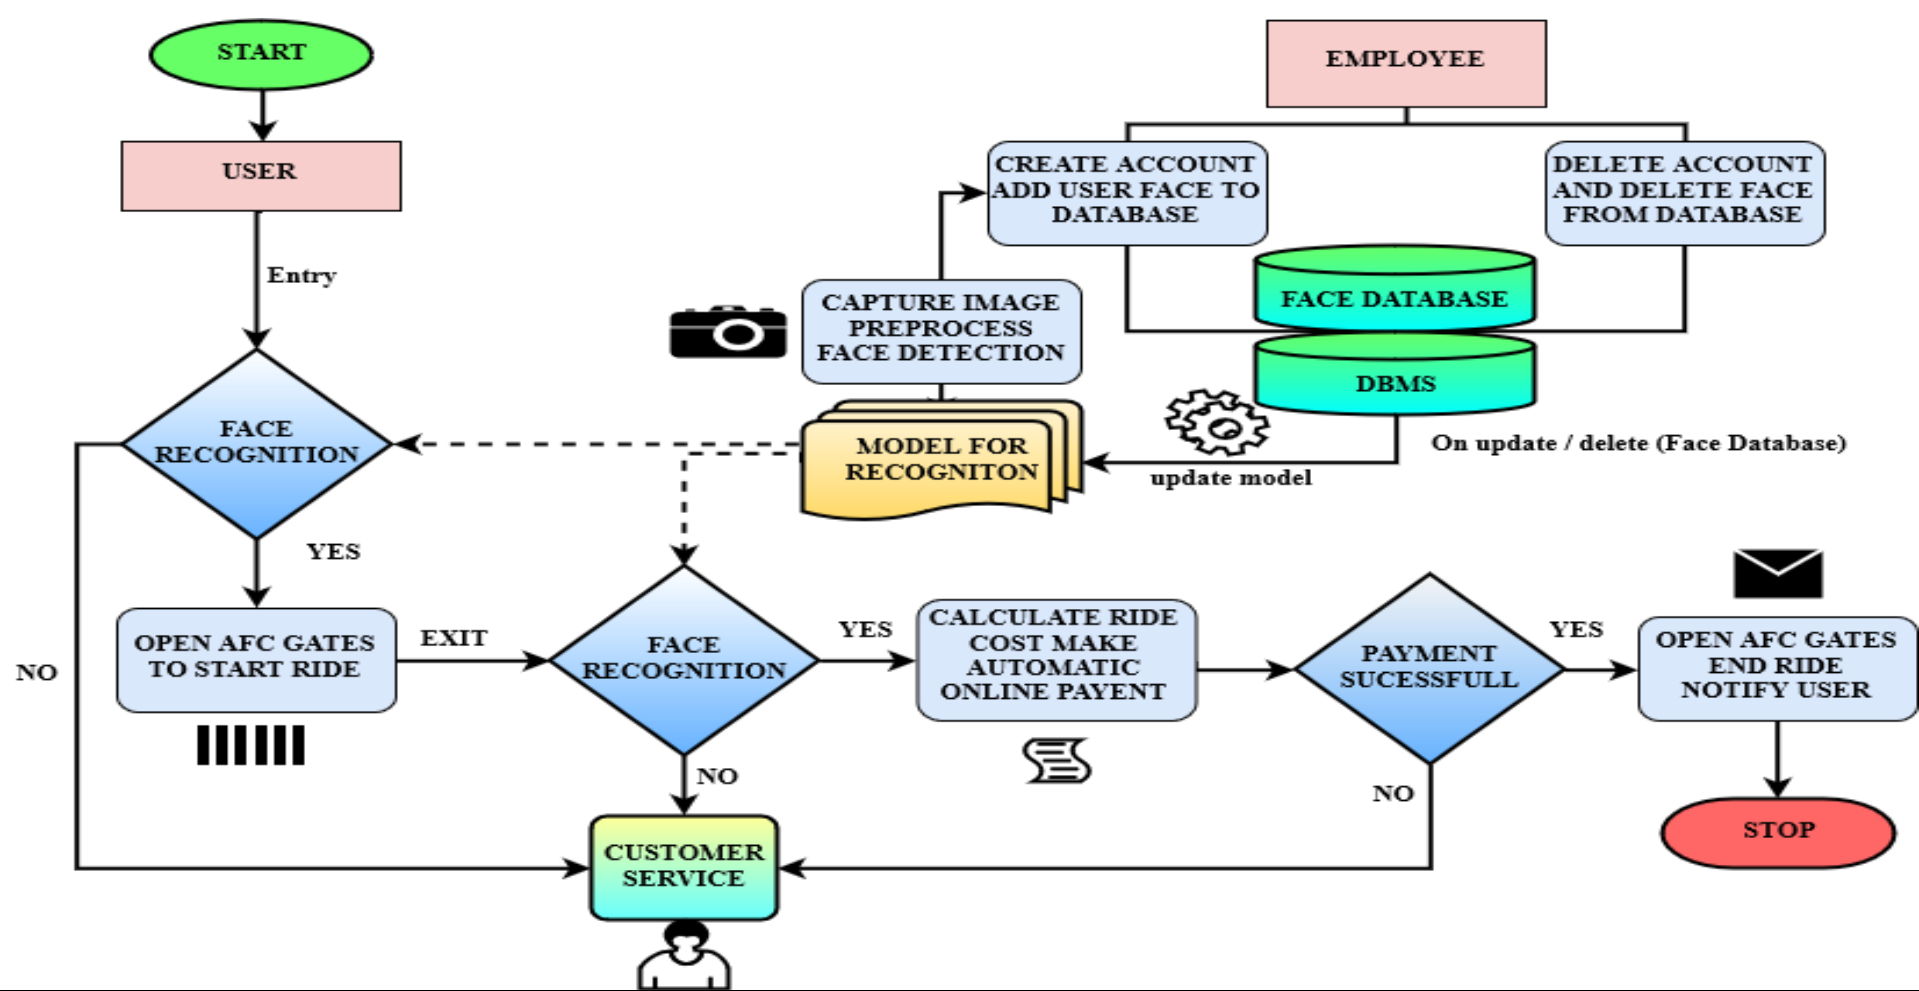 START
EMPLOYEE
USER
CREATE ACCOUNT
ADD USER FACE TO
DATABASE
DELETE ACCOUNT
AND DELETE FACE
FROM DATABASE
Entry
CAPTURE IMAGE
PREPROCESS
FACE DETECTION
FACE DATABASE
DBMS
FACE
RECOGNITION
MODEL FOR
RECOGNITON
On update / delete (Face Database)
update model
YES
NO
OPEN AFC GATES
TO START RIDE
EXIT
FACE
RECOGNITION
YES
CALCULATE RIDE
COST MAKE
AUTOMATIC
ONLINE PAYENT
PAYMENT
SUCESSFULL
YES
OPEN AFC GATES
END RIDE
NOTIFY USER
NO
NO
CUSTOMER
SERVICE
STOP